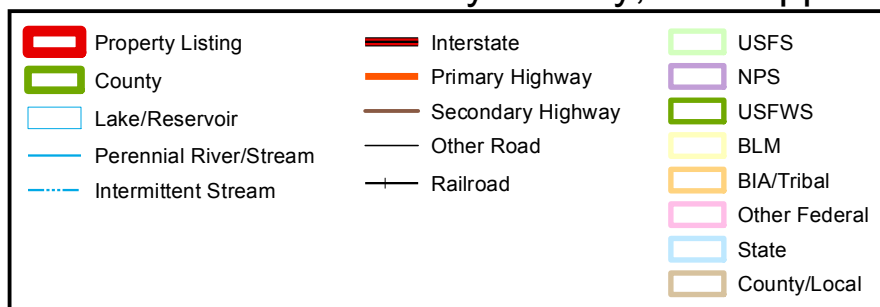 Property Listing
County
Lake/Reservoir
Perennial River/Stream
Intermittent Stream
Interstate
Primary Highway
Secondary Highway
Other Road
Railroad
USFS
NPS
USFWS
BLM
BIA/Tribal
Other Federal
State
County/Local